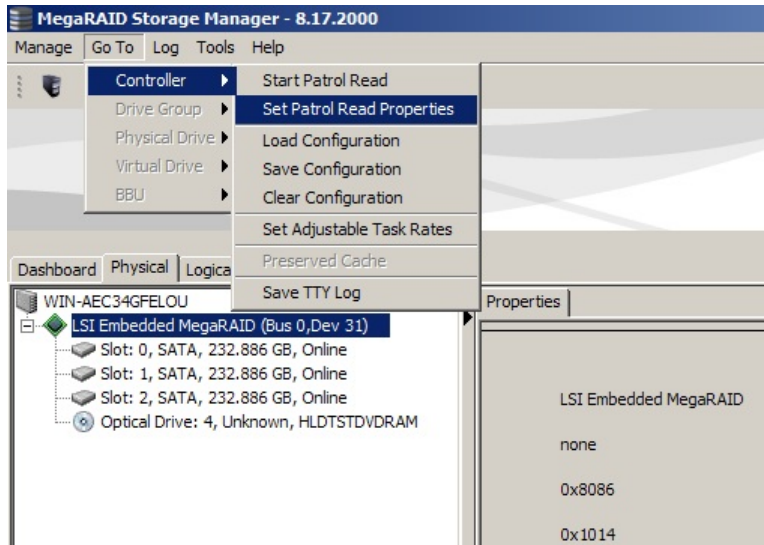 MegaRAID Storage Manager - 8.17.2000
Manage Go To Log Tools Help
Controller
Drive Group
Physical Drive
Virtual Drive
BBU
Start Patrol Read
Set Patrol Read Properties
Load Configuration
Save Configuration
Clear Configuration
Set Adjustable Task Rates
Preserved Cache
Save TTY Log
Dashboard Physical Logica
Properties
WIN-AEC34GFELOU
LSI Embedded MegaRAID (Bus 0,Dev 31)
Slot: 0, SATA, 232.886 GB, Online
Slot: 1, SATA, 232.886 GB, Online
Slot: 2, SATA, 232.886 GB, Online
Optical Drive: 4, Unknown, HLDTSTDVDRAM
LSI Embedded MegaRAID
none
0x8086
0x1014